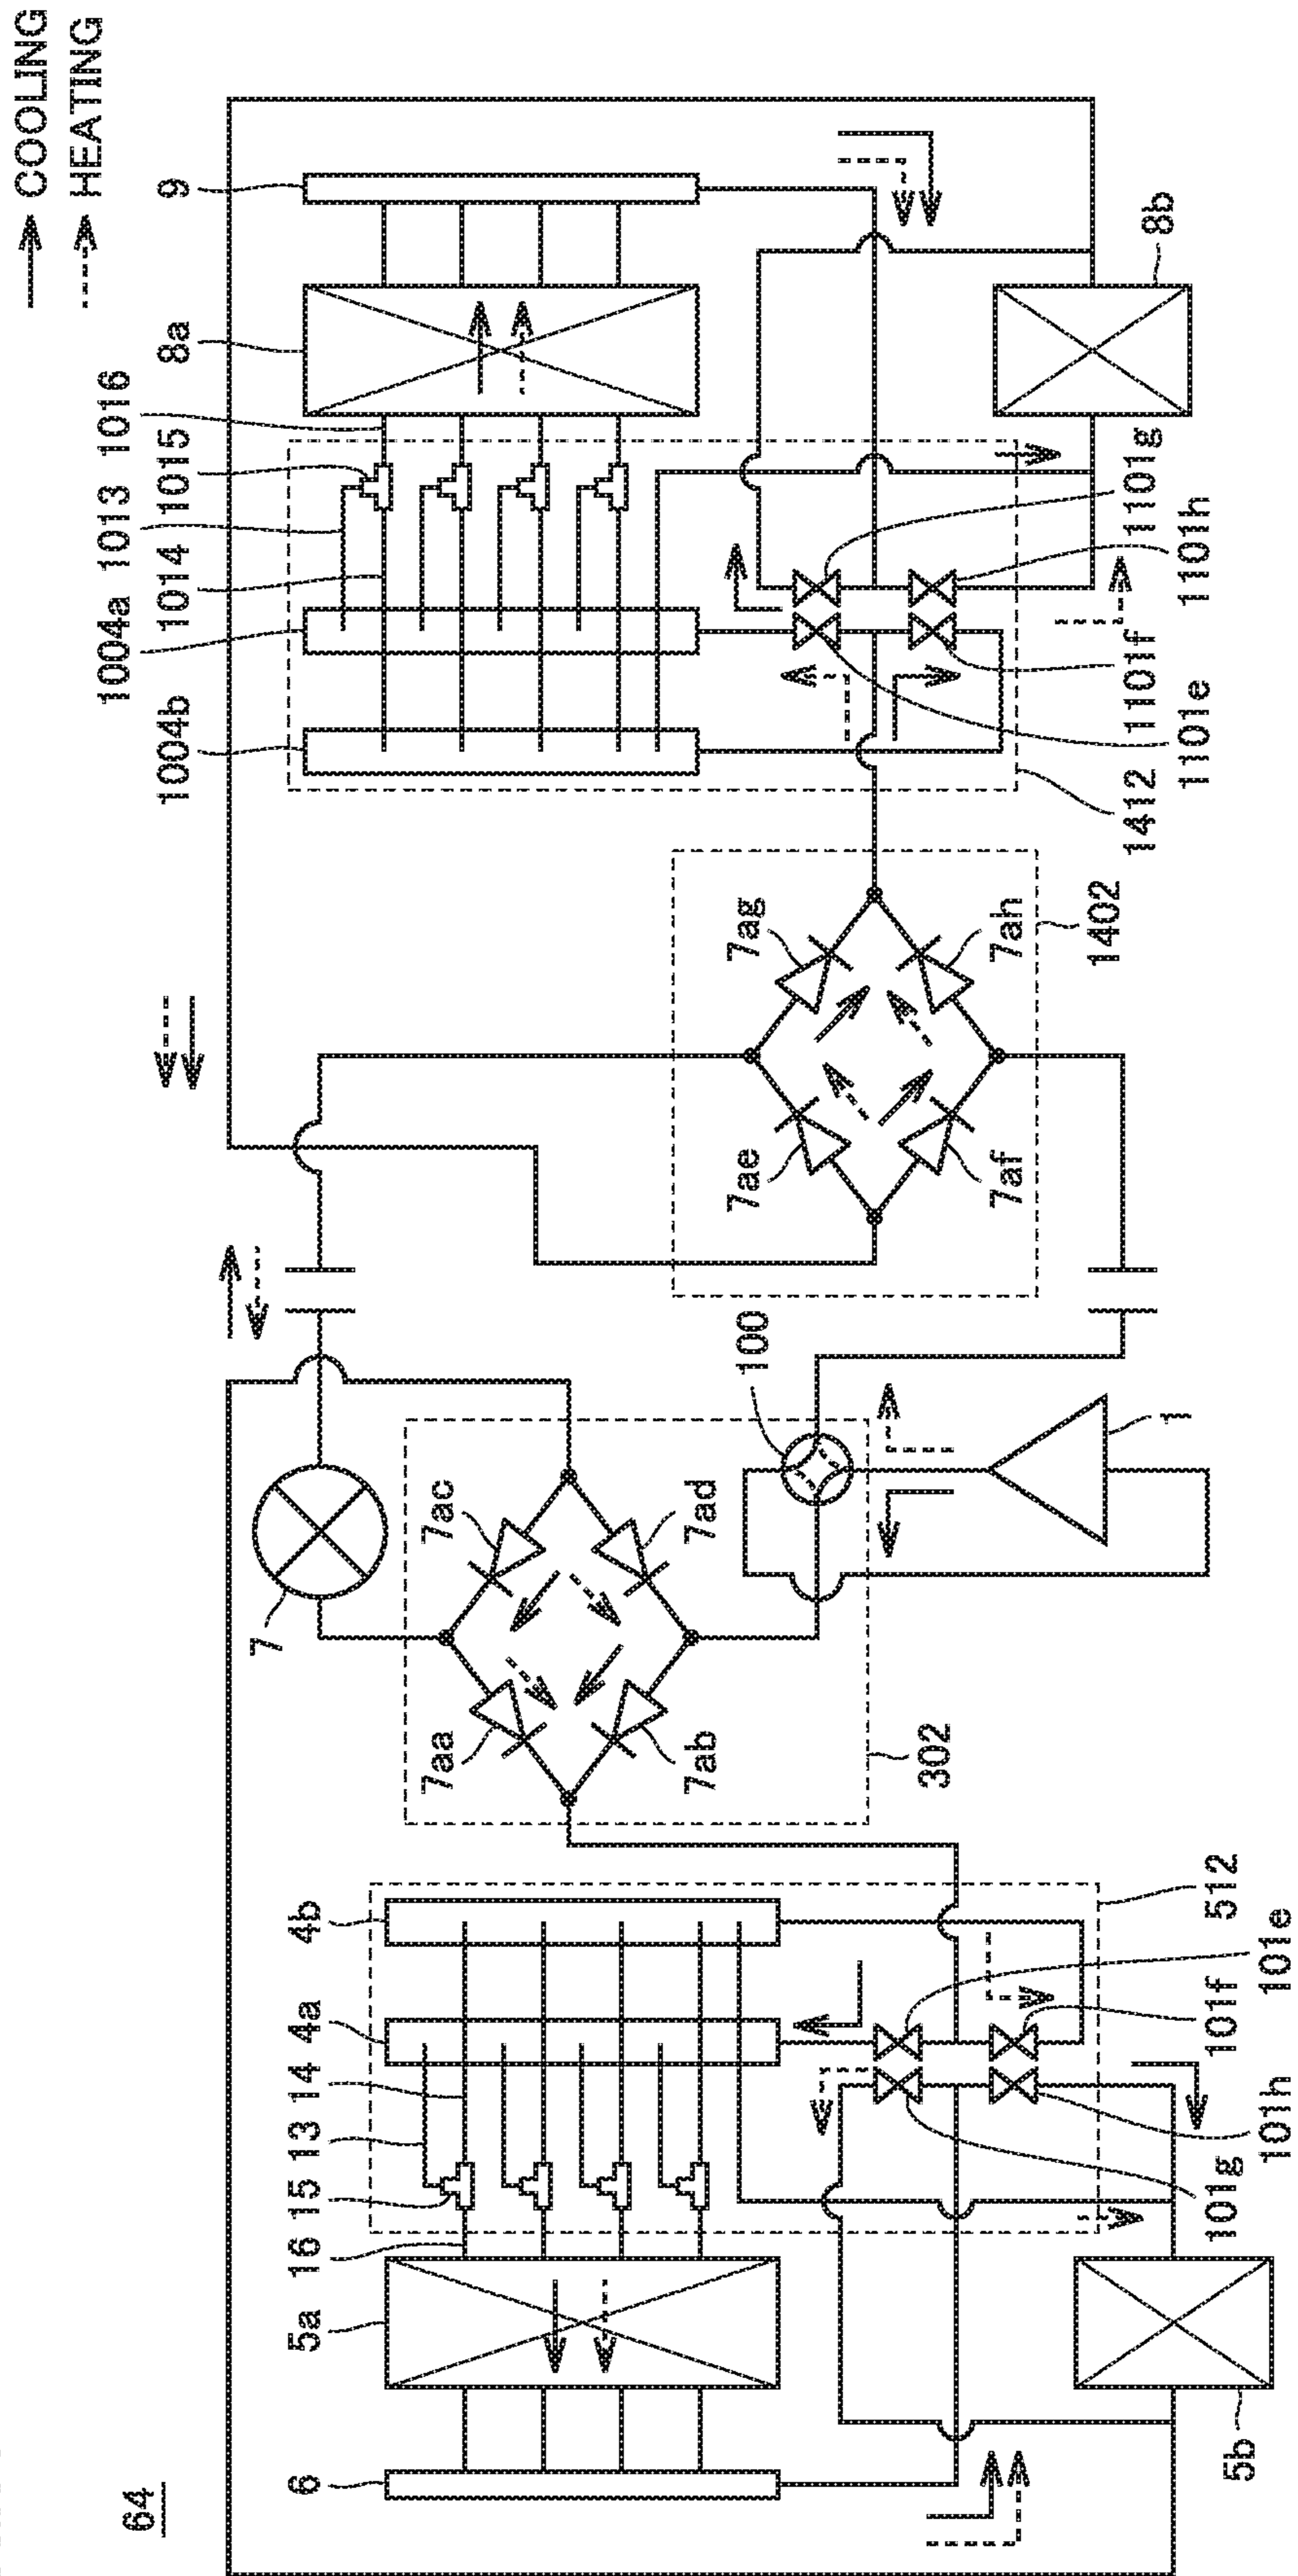 COOLING
HEATING
64
6
5a
16
15
13
14
4a
4b
5b
101g
101h
101f
101e
512
7
7aa
7ab
7ac
7ad
302
100
1
7ae
7af
7ag
7ah
1402
1004b
1004a
1014
1013
1015
1016
8a
9
8b
1412
1101e
1101f
1101h
1101g